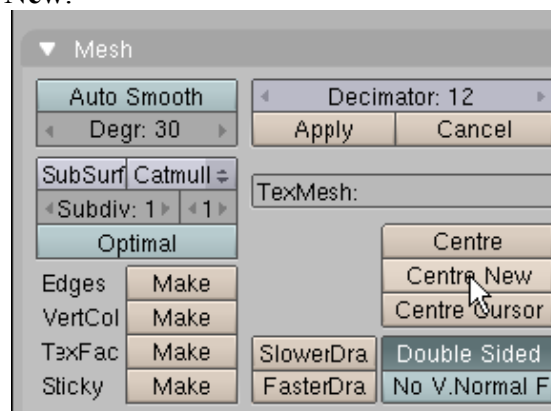 New.
Mesh
Auto Smooth
Decimator: 12
Degr: 30
Apply
Cancel
SubSurf
Catmull
Subdiv: 1
1
TexMesh:
Optimal
Centre
Edges
Make
Centre New
VertCol
Make
Centre Cursor
TexFac
Make
SlowerDra
Double Sided
Sticky
Make
FasterDra
No V.Normal F